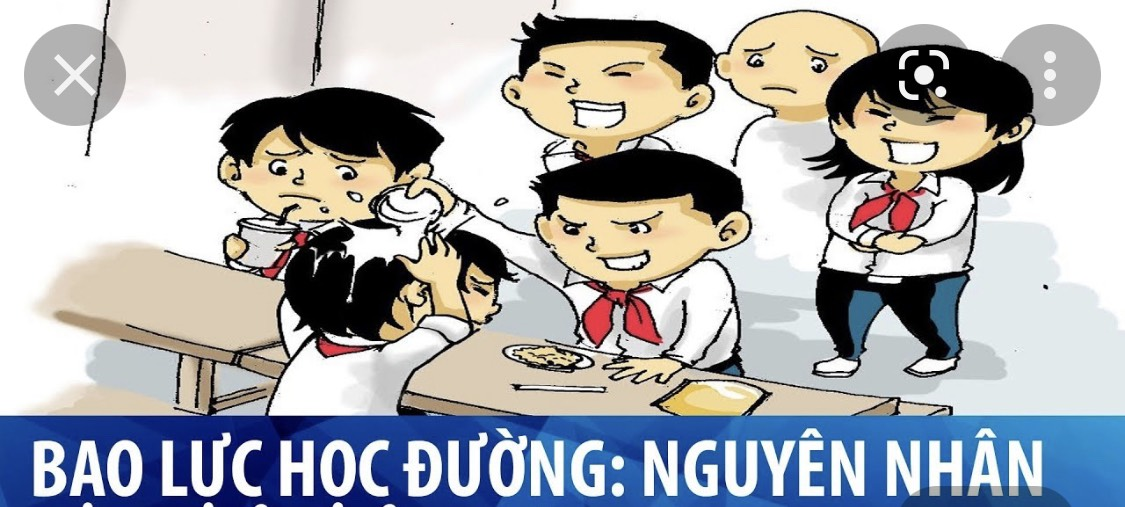 BẠO LỰC HỌC ĐƯỜNG: NGUYÊN NHÂN